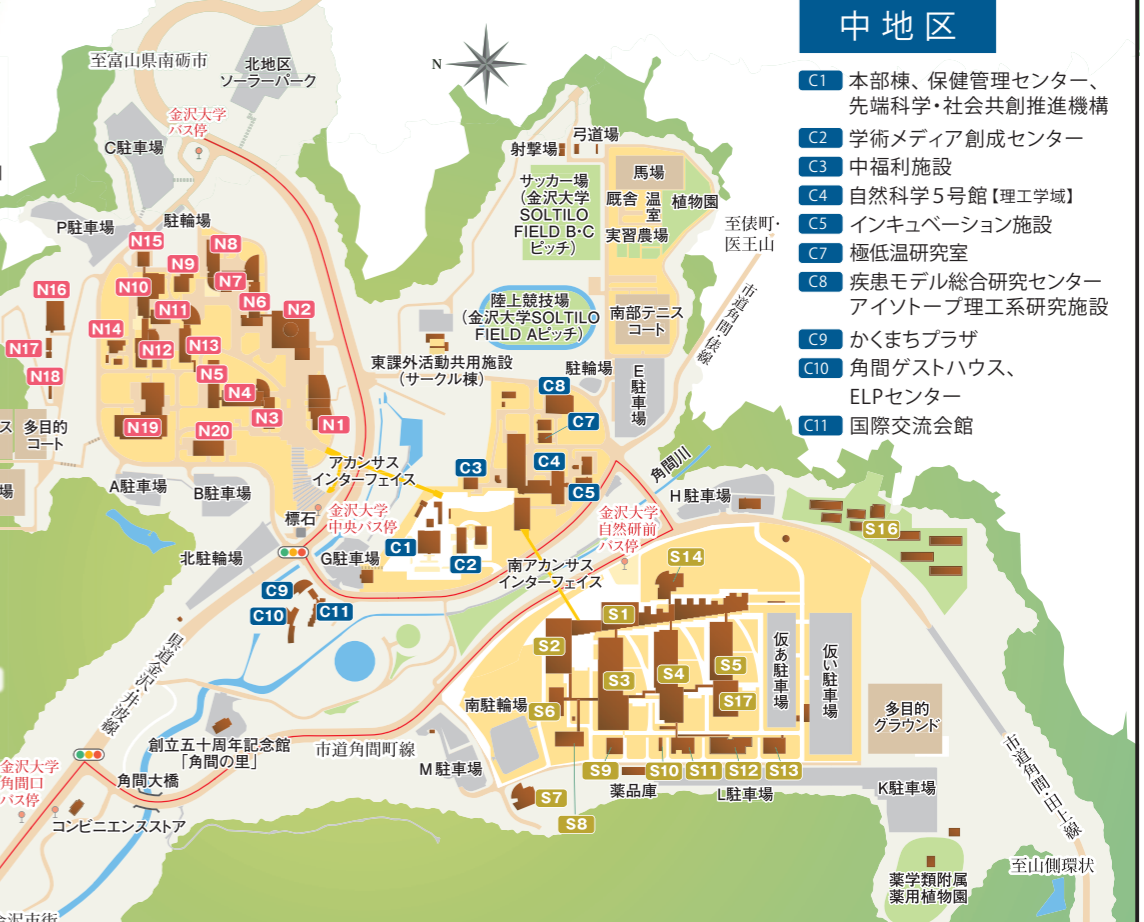 中地区
C1 本部棟、保健管理センター、
先端科学・社会共創推進機構
C2 学術メディア創成センター
C3 中福利施設
C4 自然科学5号館【理工学域】
C5 インキュベーション施設
C7 極低温研究室
C8 疾患モデル総合研究センター
アイソトープ理工系研究施設
C9 かくまちプラザ
C10 角間ゲストハウス、
ELPセンター
C11 国際交流会館
N
至富山県南砺市
北地区
ソーラーパーク
金沢大学
バス停
C駐車場
P駐車場
駐輪場
N15
N8
N9
N7
N10
N16
N6
N2
N11
N14
N13
N17
N12
N18
N5
N4
N3
N1
N19
N20
ス
多目的
コート
場
A駐車場
B駐車場
標石
北駐輪場
アカンサス
インターフェイス
金沢大学
中央バス停
G駐車場
弓道場
射撃場
サッカー場
(金沢大学
SOLTILO
FIELD B・C
ピッチ)
馬場
厩舎
温室
植物園
実習農場
至俵町・
医王山
市道角間・俵線
陸上競技場
(金沢大学SOLTILO
FIELD Aピッチ)
南部テニス
コート
東課外活動共用施設
(サークル棟)
駐輪場
E駐車場
C8
C7
C4
C3
C5
C1
C2
C9
C10
C11
角間川
H駐車場
金沢大学
自然研前
バス停
南アカンサス
インターフェイス
S16
S14
S1
S2
S3
S4
S5
S17
S6
S9
S10
S11
S12
S13
S7
S8
仮あ駐車場
仮い駐車場
多目的
グラウンド
南駐輪場
M駐車場
薬品庫
L駐車場
K駐車場
県道金沢・井波線
創立五十周年記念館
「角間の里」
市道角間町線
金沢大学
角間口
バス停
角間大橋
コンビニエンスストア
市道角間・田上線
至山側環状
薬学類附属
薬用植物園
金沢市街